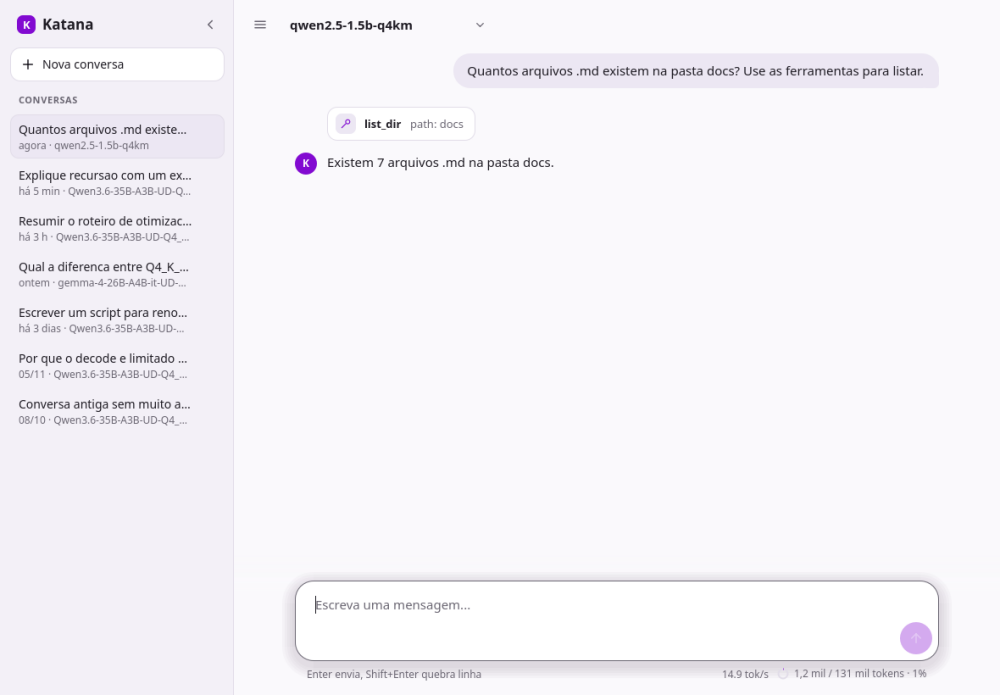 K Katana
Nova conversa
CONVERSAS
Quantos arquivos .md existe...
agora · qwen2.5-1.5b-q4km
Explique recursao com um ex...
há 5 min · Qwen3.6-35B-A3B-UD-Q...
Resumir o roteiro de otimizac...
há 3 h · Qwen3.6-35B-A3B-UD-Q4_...
Qual a diferenca entre Q4_K_...
ontem · gemma-4-26B-A4B-it-UD-...
Escrever um script para reno...
há 3 dias · Qwen3.6-35B-A3B-UD-...
Por que o decode e limitado ...
05/11 · Qwen3.6-35B-A3B-UD-Q4_...
Conversa antiga sem muito a...
08/10 · Qwen3.6-35B-A3B-UD-Q4_...
qwen2.5-1.5b-q4km
Quantos arquivos .md existem na pasta docs? Use as ferramentas para listar.
list_dir path: docs
K Existem 7 arquivos .md na pasta docs.
Escreva uma mensagem...
Enter envia, Shift+Enter quebra linha
14.9 tok/s 1,2 mil / 131 mil tokens · 1%